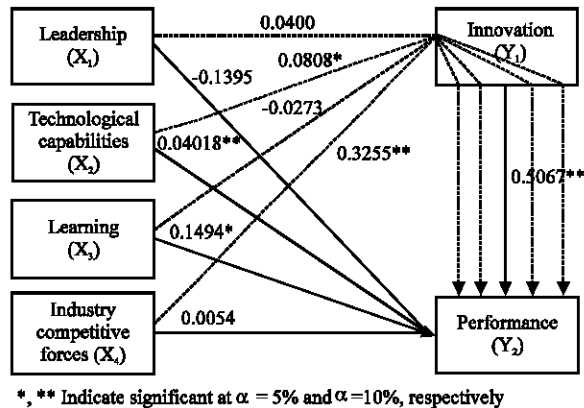 Leadership
(X1)
0.0400
Innovation
(Y1)
0.0808*
-0.1395
-0.0273
Technological
capabilities
(X2)
0.04018**
0.3255**
0.5067**
Learning
(X3)
0.1494*
Industry
competitive
forces (X4)
0.0054
Performance
(Y2)
*, ** Indicate significant at α = 5% and α=10%, respectively